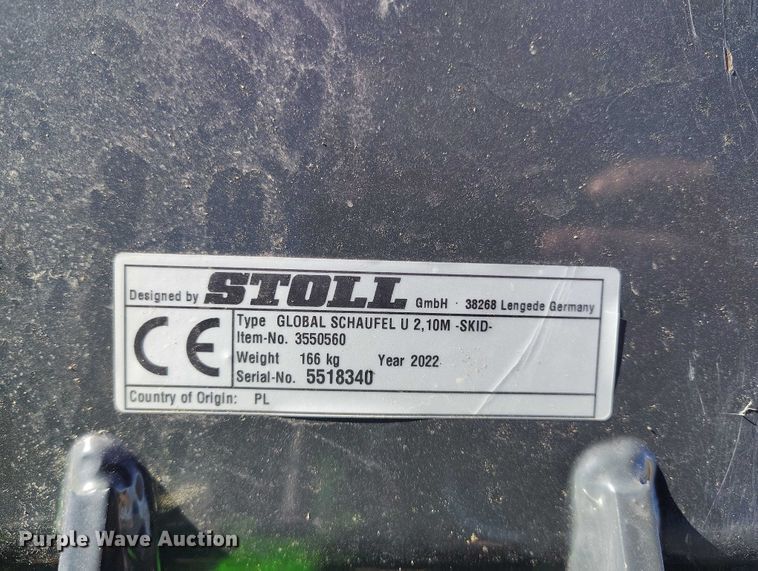 Designed by STOLL GmbH · 38268 Lengede Germany
CE
Type GLOBAL SCHAUFEL U 2,10M -SKID-
Item-No. 3550560
Weight 166 kg Year 2022
Serial-No. 5518340
Country of Origin: PL
Purple Wave Auction